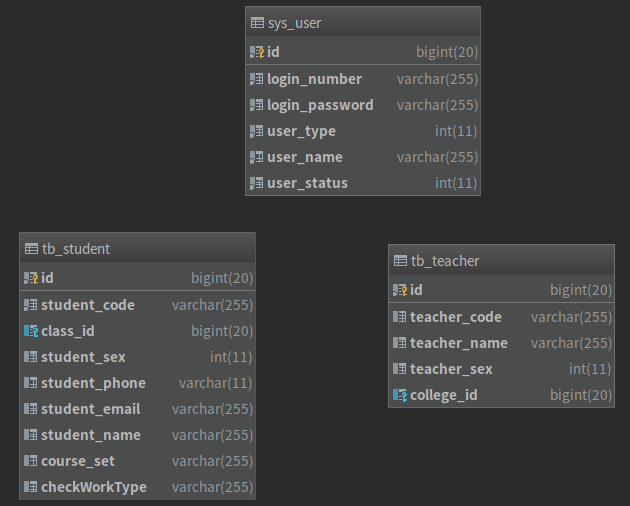 sys_user
id bigint(20)
login_number varchar(255)
login_password varchar(255)
user_type int(11)
user_name varchar(255)
user_status int(11)
tb_student
id bigint(20)
student_code varchar(255)
class_id bigint(20)
student_sex int(11)
student_phone varchar(11)
student_email varchar(255)
student_name varchar(255)
course_set varchar(255)
checkWorkType varchar(255)
tb_teacher
id bigint(20)
teacher_code varchar(255)
teacher_name varchar(255)
teacher_sex int(11)
college_id bigint(20)